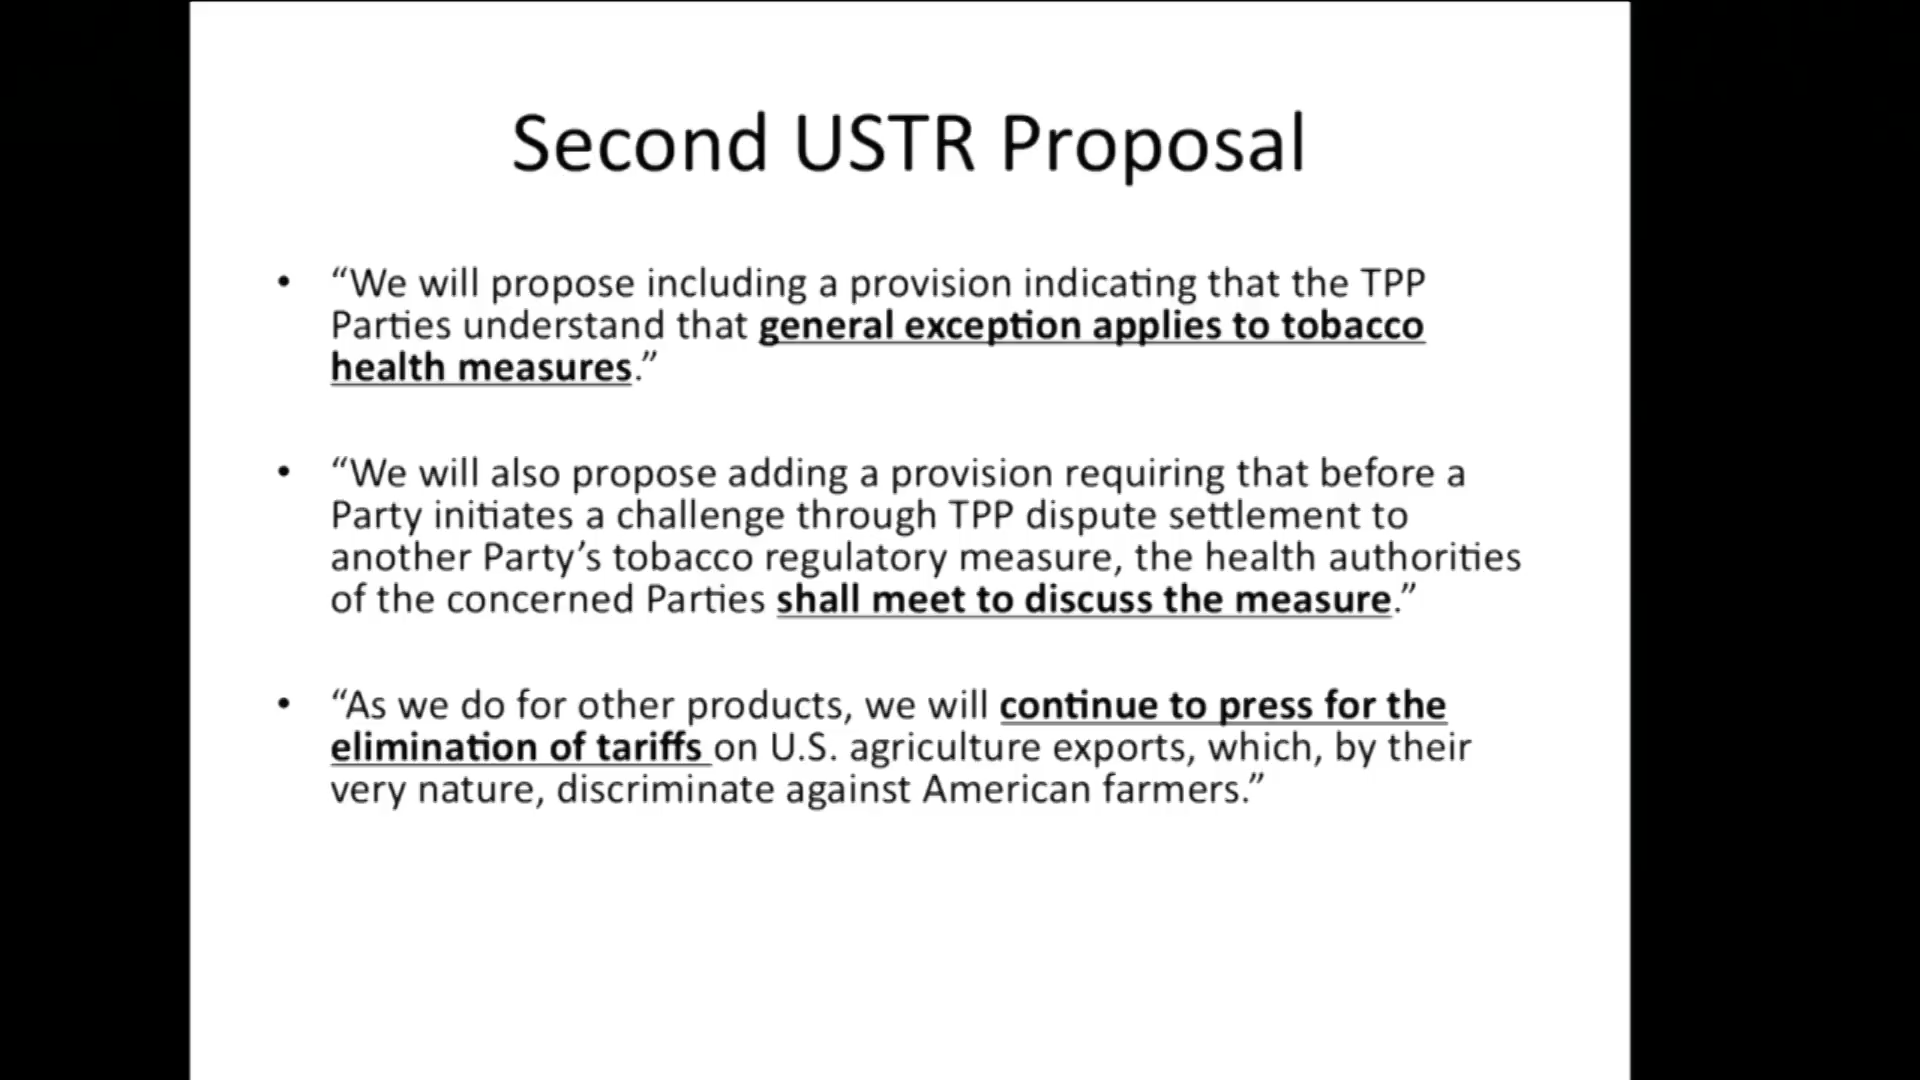 Second USTR Proposal
• “We will propose including a provision indicating that the TPP
Parties understand that general exception applies to tobacco
health measures.”
• “We will also propose adding a provision requiring that before a
Party initiates a challenge through TPP dispute settlement to
another Party’s tobacco regulatory measure, the health authorities
of the concerned Parties shall meet to discuss the measure.”
• “As we do for other products, we will continue to press for the
elimination of tariffs on U.S. agriculture exports, which, by their
very nature, discriminate against American farmers.”